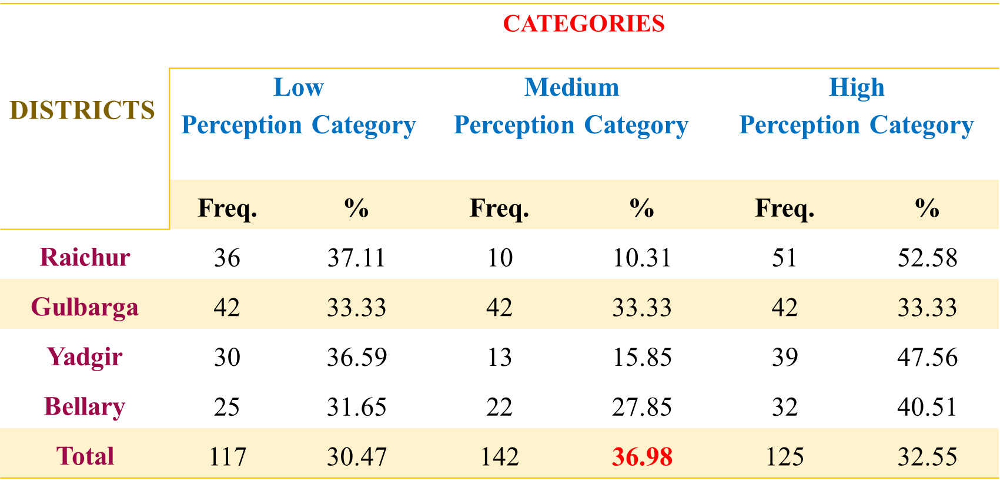 CATEGORIES
DISTRICTS
Low
Perception Category
Medium
Perception Category
High
Perception Category
Freq. % Freq. % Freq. %
Raichur 36 37.11 10 10.31 51 52.58
Gulbarga 42 33.33 42 33.33 42 33.33
Yadgir 30 36.59 13 15.85 39 47.56
Bellary 25 31.65 22 27.85 32 40.51
Total 117 30.47 142 36.98 125 32.55